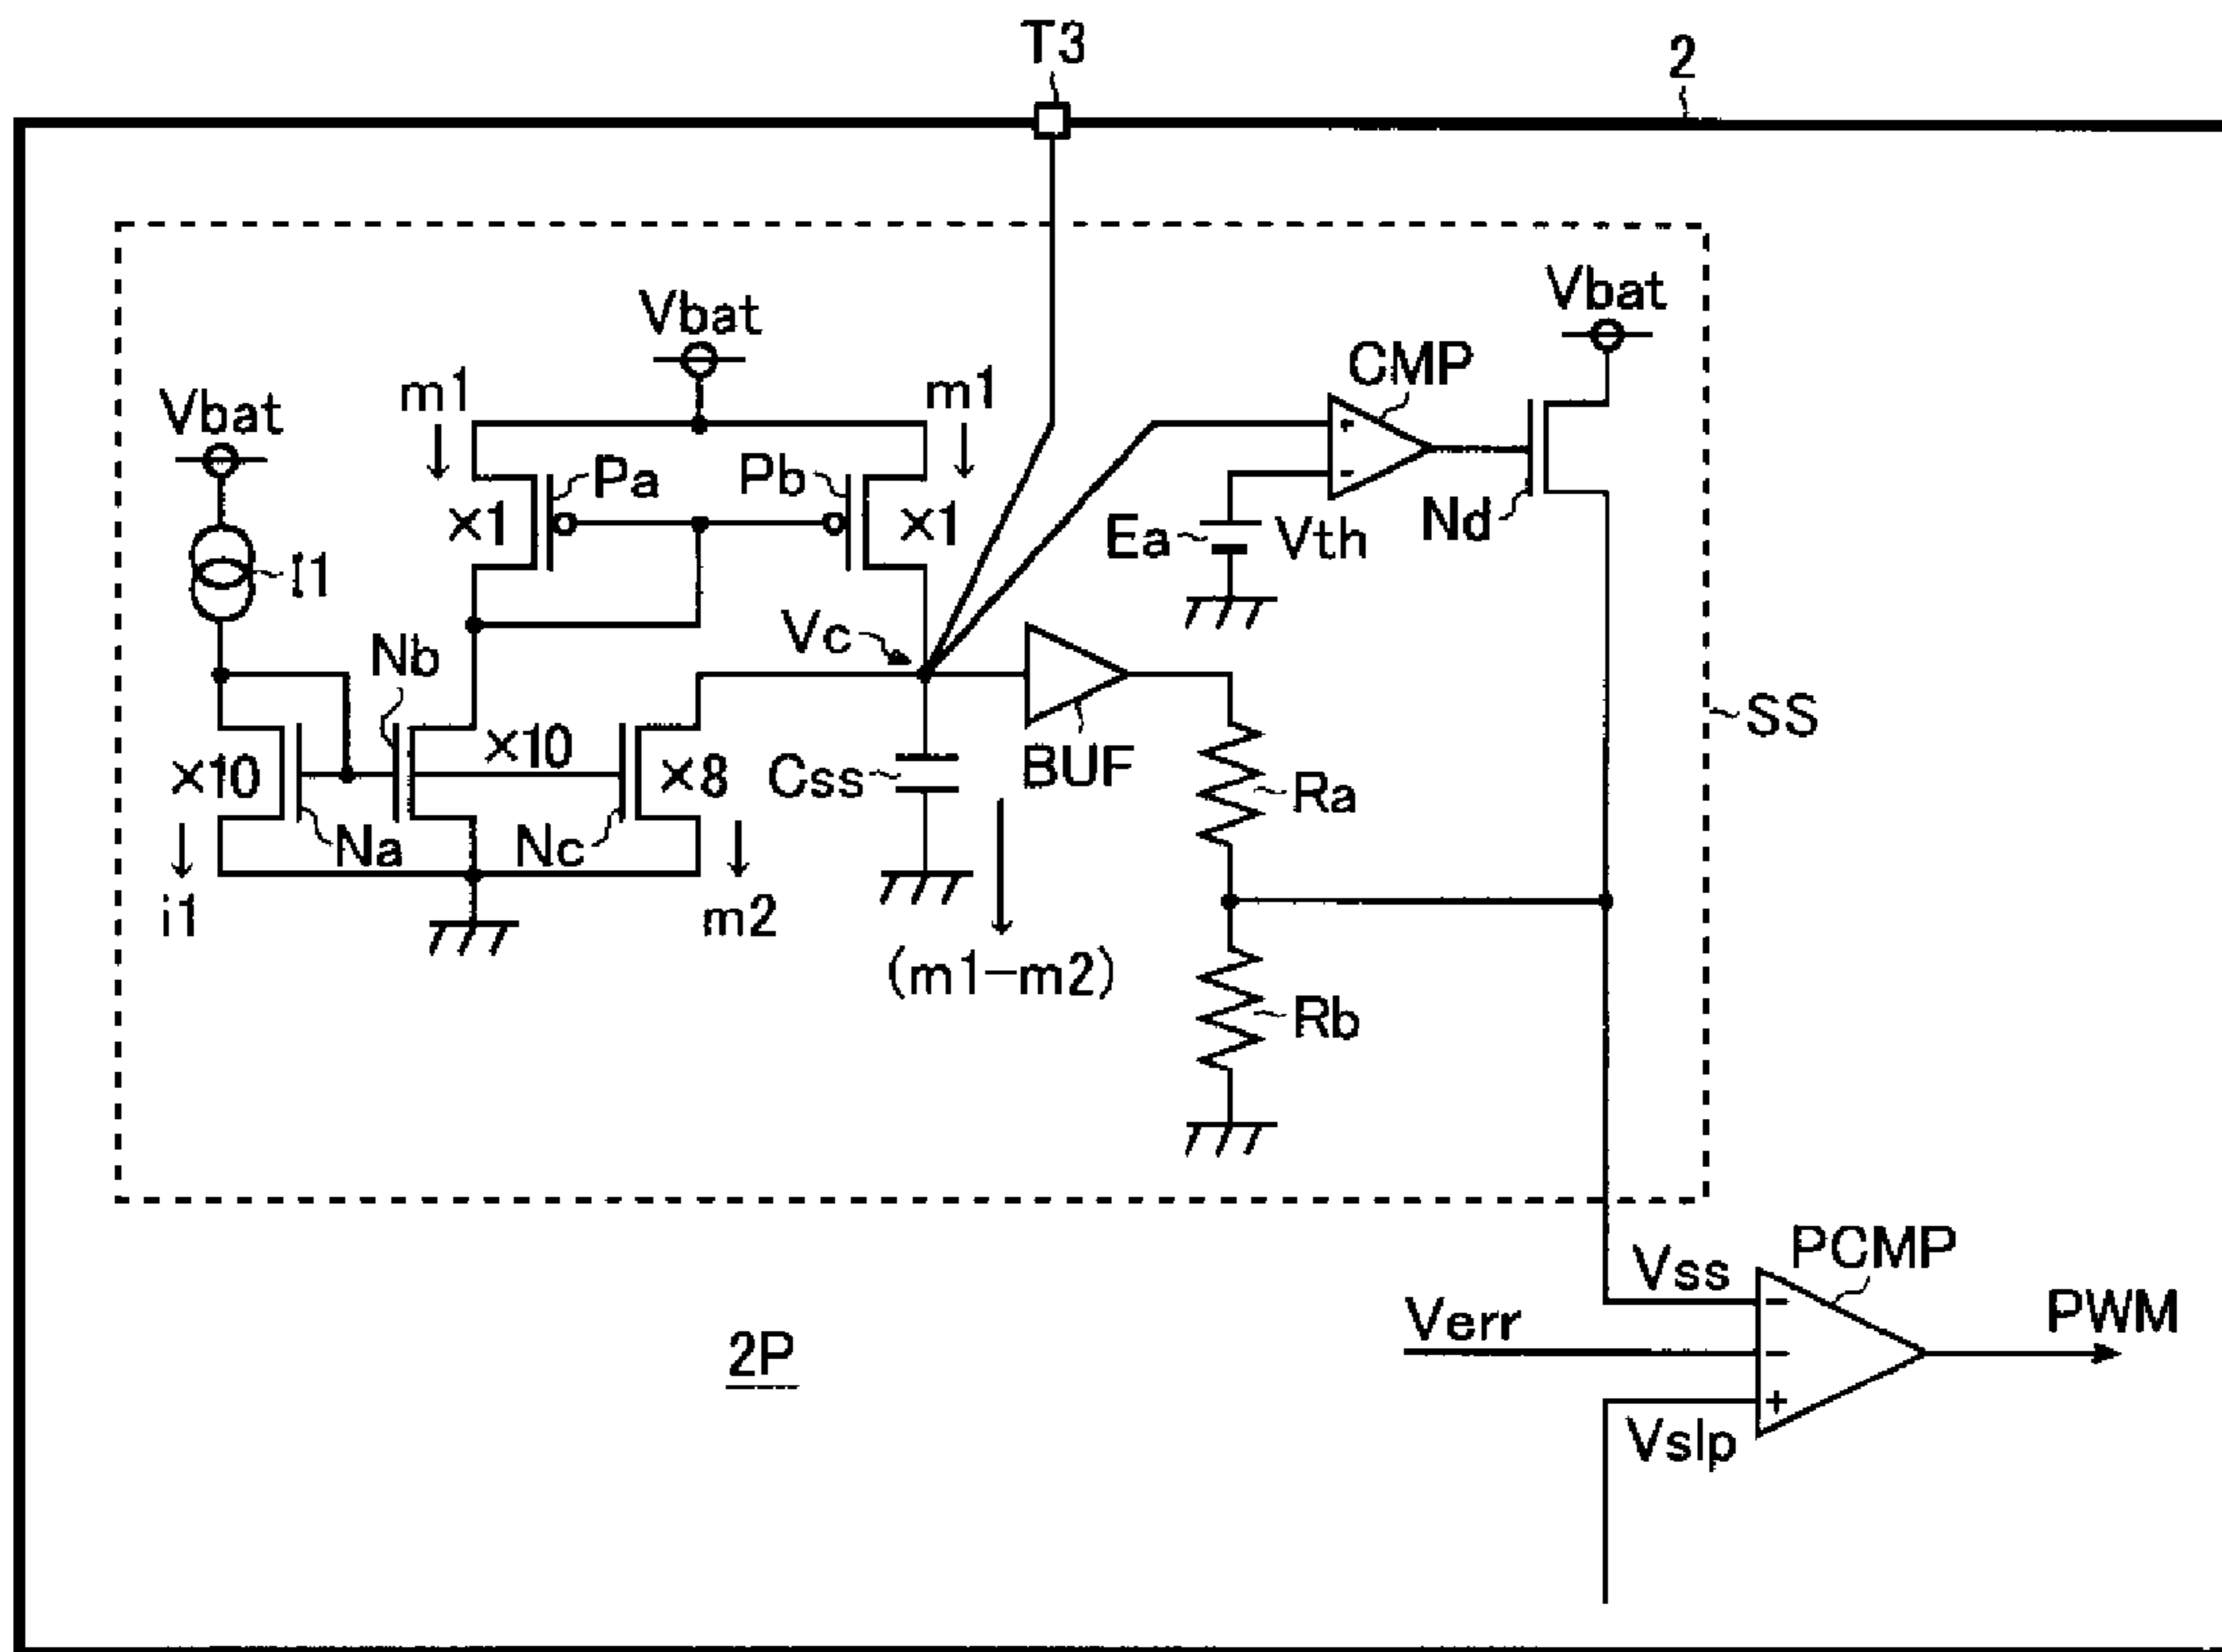 T3
2
Vbat
Vbat
CMP
m1
m1
Vbat
Pa
Pb
+
-
×1
×1
Nd
Ea
Vth
I1
Vc
Nb
SS
×10
×10
×8
Css
BUF
Ra
Na
Nc
i1
m2
(m1-m2)
Rb
Vss
PCMP
-
PWM
Verr
-
2P
+
Vslp